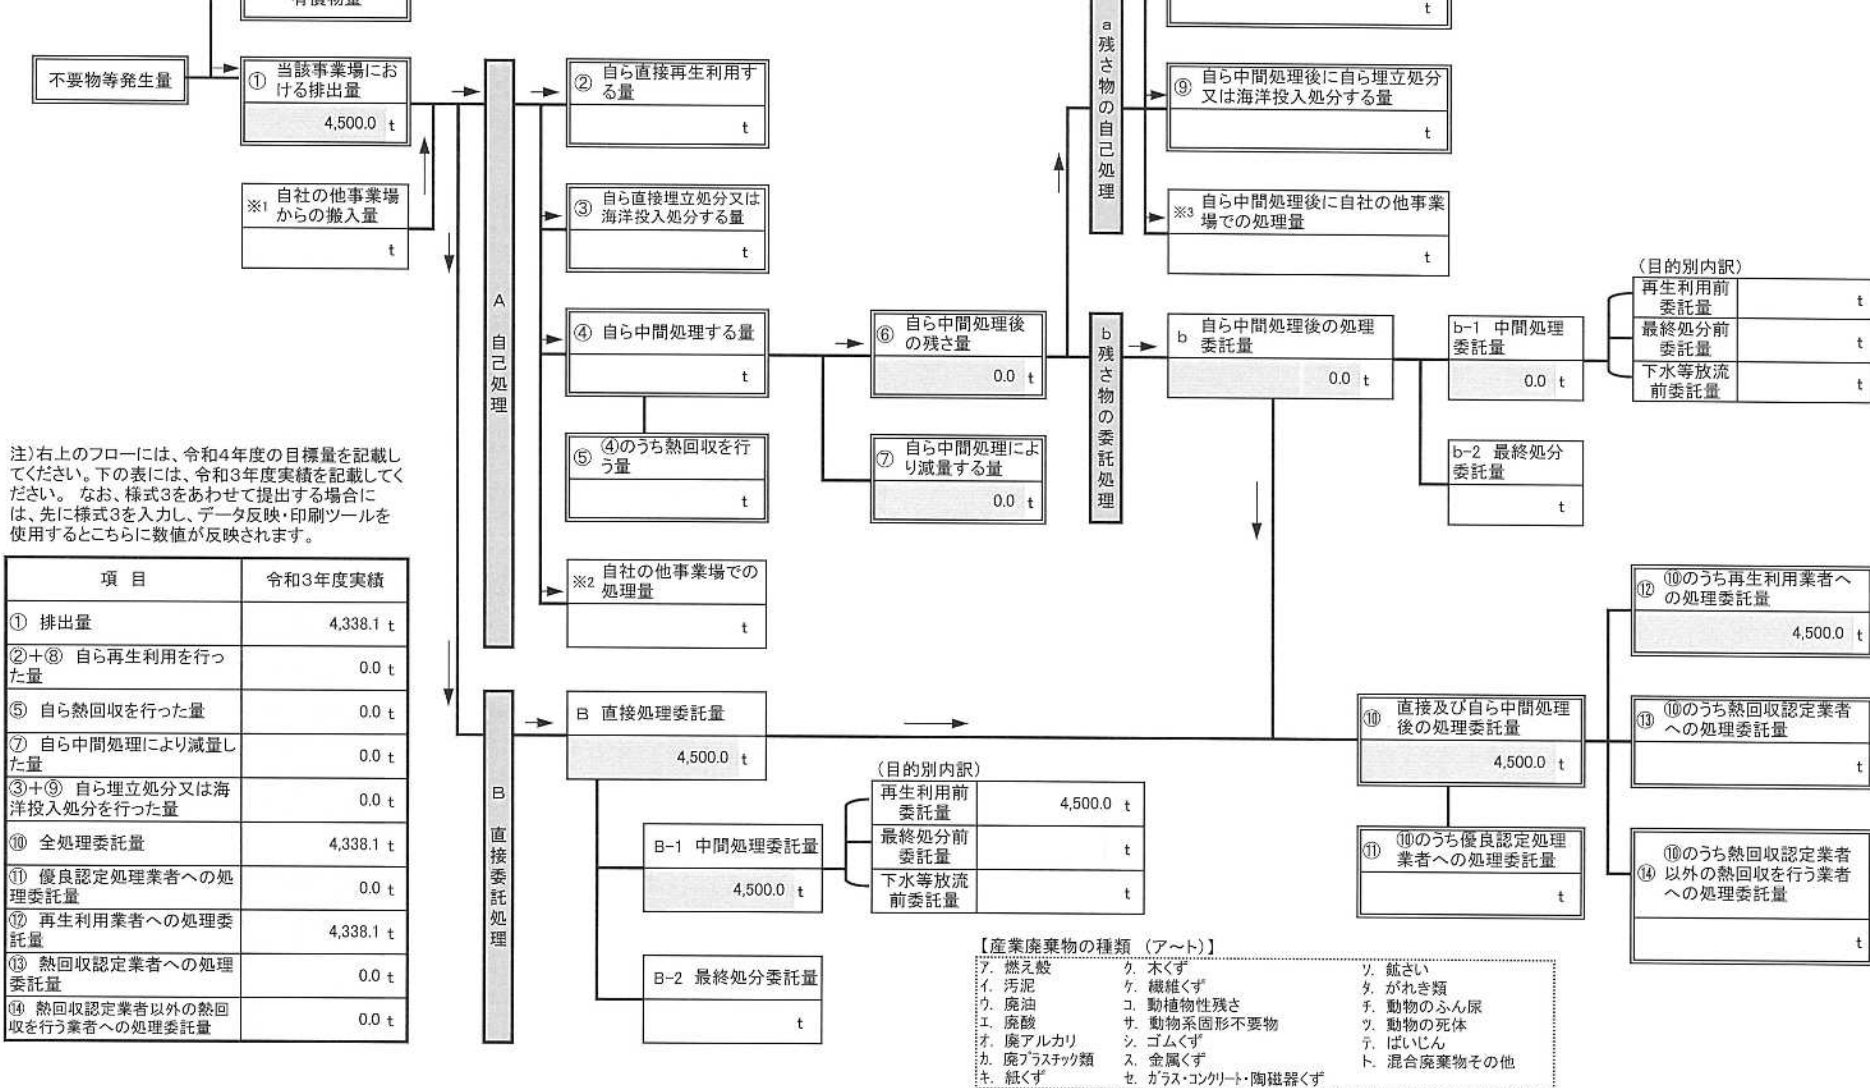 有償物量
t
不要物等発生量
① 当該事業場にお
ける排出量
4,500.0 t
※1 自社の他事業場
からの搬入量
t
A 自己処理
② 自ら直接再生利用す
る量
t
③ 自ら直接埋立処分又は
海洋投入処分する量
t
④ 自ら中間処理する量
t
⑤ ④のうち熱回収を行
う量
t
※2 自社の他事業場での
処理量
t
⑥ 自ら中間処理後
の残さ量
0.0 t
⑦ 自ら中間処理によ
り減量する量
0.0 t
a 残さ物の自己処理
⑨ 自ら中間処理後に自ら埋立処分
又は海洋投入処分する量
t
※3 自ら中間処理後に自社の他事業
場での処理量
t
b 残さ物の委託処理
b 自ら中間処理後の処理
委託量
0.0 t
b-1 中間処理
委託量
0.0 t
(目的別内訳)
再生利用前
委託量
t
最終処分前
委託量
t
下水等放流
前委託量
t
b-2 最終処分
委託量
t
注)右上のフローには、令和4年度の目標量を記載し
てください。下の表には、令和3年度実績を記載してく
ださい。 なお、様式3をあわせて提出する場合に
は、先に様式3を入力し、データ反映・印刷ツールを
使用するとこちらに数値が反映されます。
項 目 令和3年度実績
① 排出量 4,338.1 t
②+⑧ 自ら再生利用を行っ
た量 0.0 t
⑤ 自ら熱回収を行った量 0.0 t
⑦ 自ら中間処理により減量し
た量 0.0 t
③+⑨ 自ら埋立処分又は海
洋投入処分を行った量 0.0 t
⑩ 全処理委託量 4,338.1 t
⑪ 優良認定処理業者への処
理委託量 0.0 t
⑫ 再生利用業者への処理委
託量 4,338.1 t
⑬ 熱回収認定業者への処理
委託量 0.0 t
⑭ 熱回収認定業者以外の熱回
収を行う業者への処理委託量 0.0 t
B 直接委託処理
B 直接処理委託量
4,500.0 t
B-1 中間処理委託量
4,500.0 t
(目的別内訳)
再生利用前
委託量
4,500.0 t
最終処分前
委託量
t
下水等放流
前委託量
t
B-2 最終処分委託量
t
⑩ 直接及び自ら中間処理
後の処理委託量
4,500.0 t
⑪ ⑩のうち優良認定処理
業者への処理委託量
t
⑫ ⑩のうち再生利用業者へ
の処理委託量
4,500.0 t
⑬ ⑩のうち熱回収認定業者
への処理委託量
t
⑭ ⑩のうち熱回収認定業者
以外の熱回収を行う業者
への処理委託量
t
【産業廃棄物の種類 (ア~ト)】
ア. 燃え殻 ク. 木くず ソ. 鉱さい
イ. 汚泥 ケ. 繊維くず タ. がれき類
ウ. 廃油 コ. 動植物性残さ チ. 動物のふん尿
エ. 廃酸 サ. 動物系固形不要物 ツ. 動物の死体
オ. 廃アルカリ シ. ゴムくず テ. ばいじん
カ. 廃プラスチック類 ス. 金属くず ト. 混合廃棄物その他
キ. 紙くず セ. ガラス・コンクリート・陶磁器くず